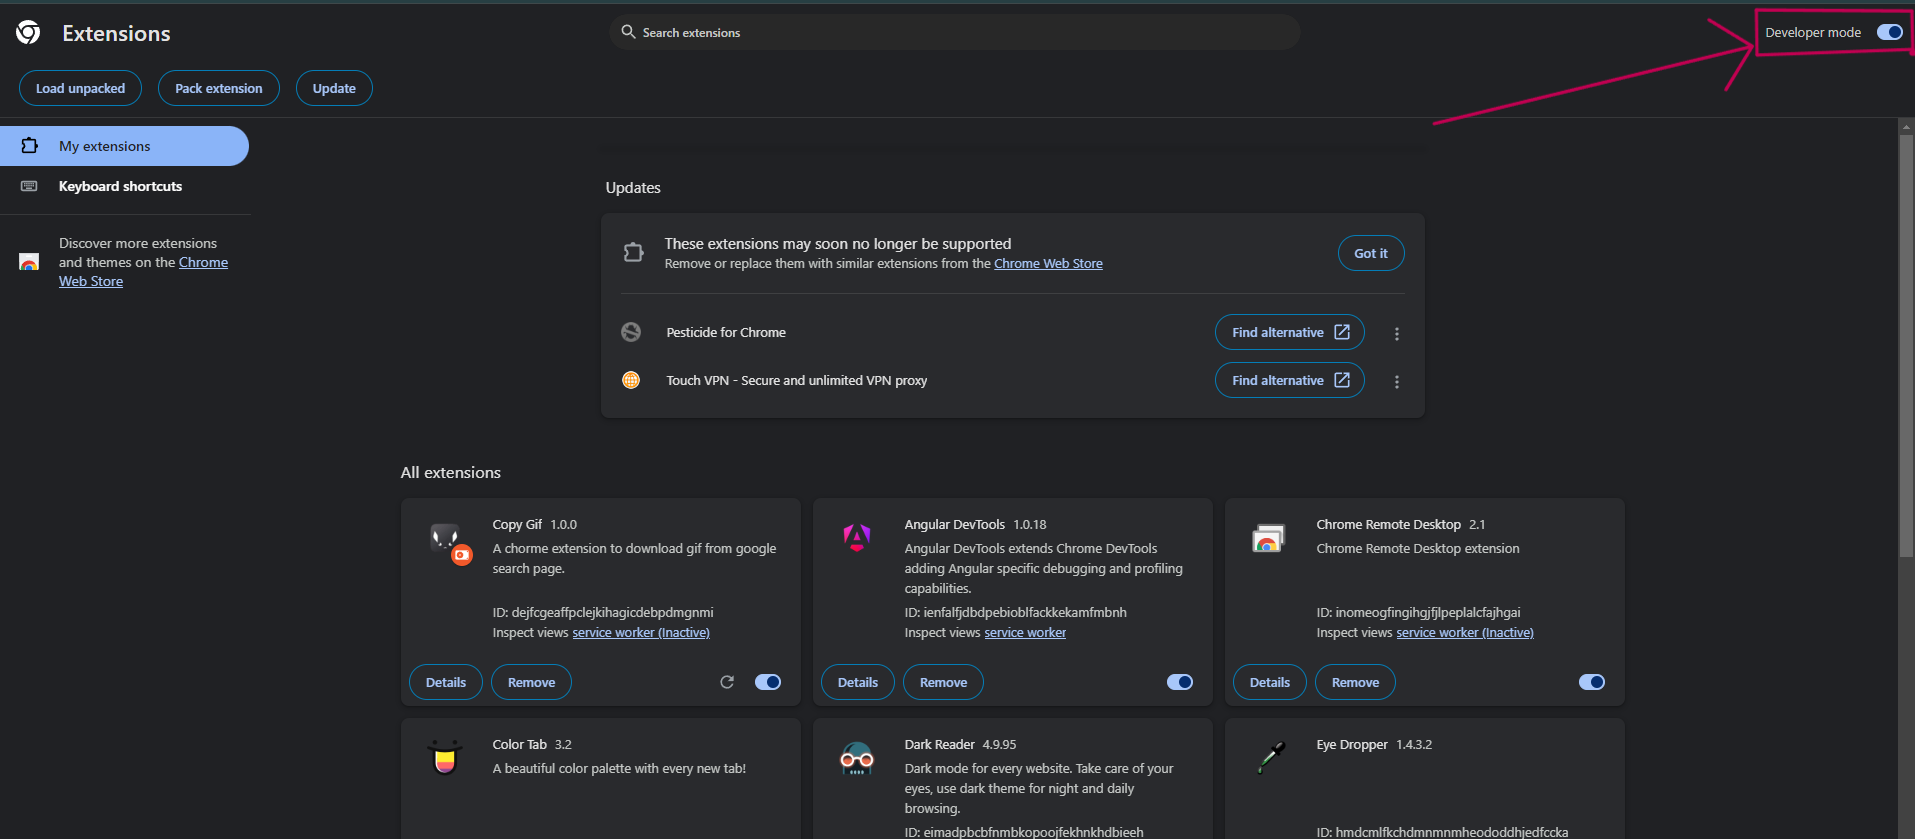 Extensions
Search extensions
Developer mode
Load unpacked
Pack extension
Update
My extensions
Keyboard shortcuts
Discover more extensions
and themes on the Chrome
Web Store
Updates
These extensions may soon no longer be supported
Remove or replace them with similar extensions from the Chrome Web Store
Got it
Pesticide for Chrome
Find alternative
Touch VPN - Secure and unlimited VPN proxy
Find alternative
All extensions
Copy Gif 1.0.0
A chorme extension to download gif from google
search page.
ID: dejfcgeaffpclejkihagicdebpdmgnmi
Inspect views service worker (Inactive)
Details
Remove
Angular DevTools 1.0.18
Angular DevTools extends Chrome DevTools
adding Angular specific debugging and profiling
capabilities.
ID: ienfalfjdbdpebioblfackkekamfmbnh
Inspect views service worker
Details
Remove
Chrome Remote Desktop 2.1
Chrome Remote Desktop extension
ID: inomeogfingihgjfjlpeplalcfajhgai
Inspect views service worker (Inactive)
Details
Remove
Color Tab 3.2
A beautiful color palette with every new tab!
Dark Reader 4.9.95
Dark mode for every website. Take care of your
eyes, use dark theme for night and daily
browsing.
ID: eimadpbcbfnmbkopoojfekhnkhdbieeh
Eye Dropper 1.4.3.2
ID: hmdcmlfkchdmnmnmheododdhjedfccka